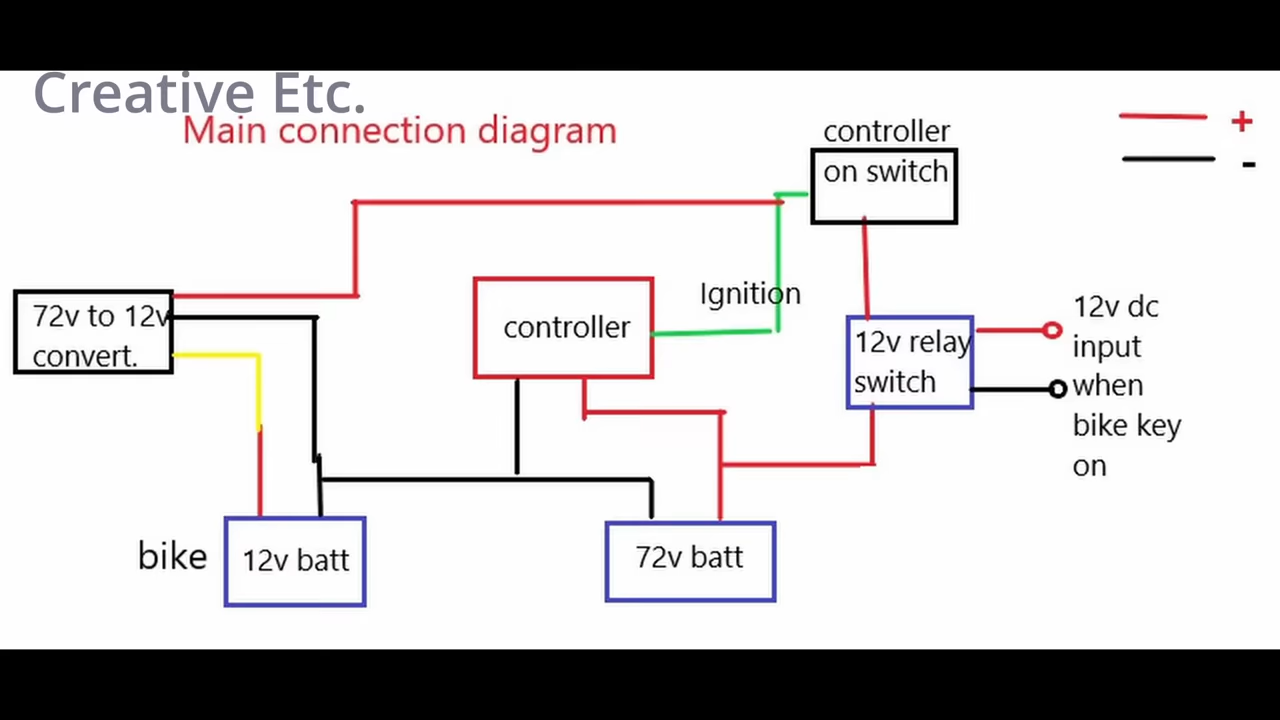 Creative Etc.
Main connection diagram
+
-
controller
on switch
72v to 12v
convert.
controller
Ignition
12v relay
switch
12v dc
input
when
bike key
on
bike
12v batt
72v batt